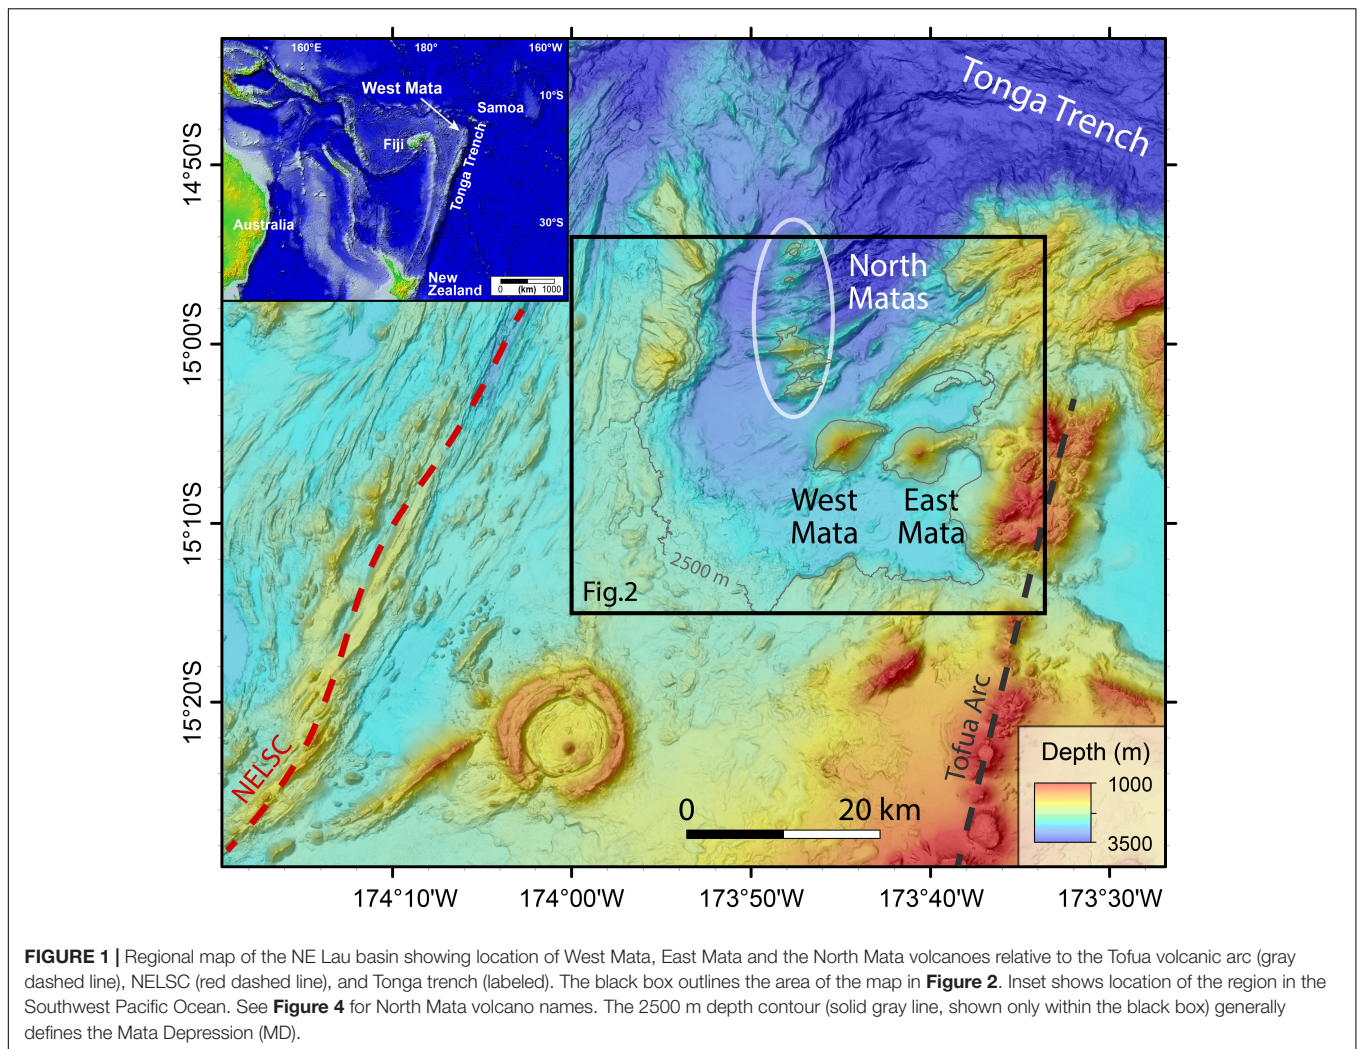 160°E
180°
160°W
West Mata
10°S
Samoa
Fiji
Tonga Trench
Australia
30°S
New
Zealand
0 (km) 1000
Tonga Trench
14°50'S
North
Matas
15°00'S
West
Mata
East
Mata
15°10'S
2500 m
Fig.2
15°20'S
NELSC
Tofua Arc
Depth (m)
1000
3500
0 20 km
174°10'W
174°00'W
173°50'W
173°40'W
173°30'W
FIGURE 1 | Regional map of the NE Lau basin showing location of West Mata, East Mata and the North Mata volcanoes relative to the Tofua volcanic arc (gray
dashed line), NELSC (red dashed line), and Tonga trench (labeled). The black box outlines the area of the map in Figure 2. Inset shows location of the region in the
Southwest Pacific Ocean. See Figure 4 for North Mata volcano names. The 2500 m depth contour (solid gray line, shown only within the black box) generally
defines the Mata Depression (MD).